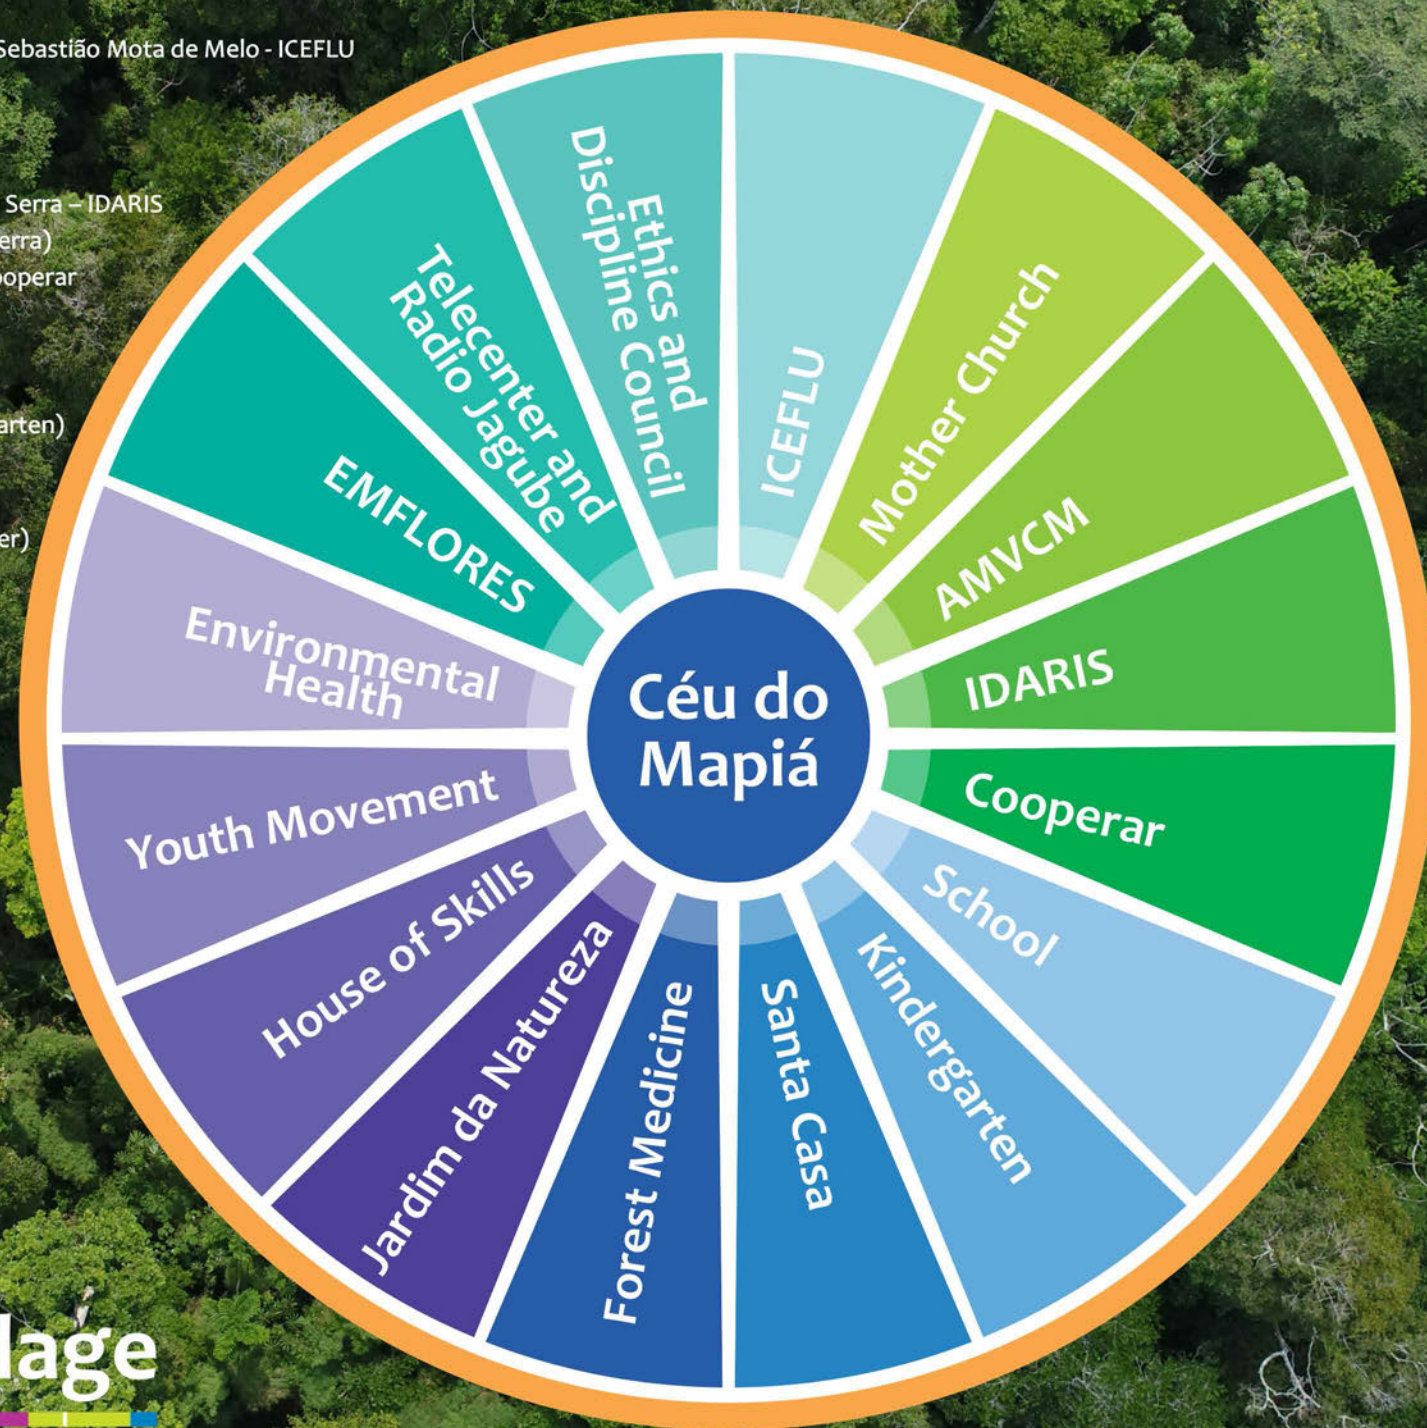 Sebastião Mota de Melo - ICEFLU
Serra – IDARIS
erra)
ooperar
arten)
er)
lage
Céu do
Mapiá
ICEFLU
Mother Church
AMVCM
IDARIS
Cooperar
School
Kindergarten
Santa Casa
Forest Medicine
Jardim da Natureza
House of Skills
Youth Movement
Environmental
Health
EMFLORES
Telecenter and
Radio Jagube
Ethics and
Discipline Council